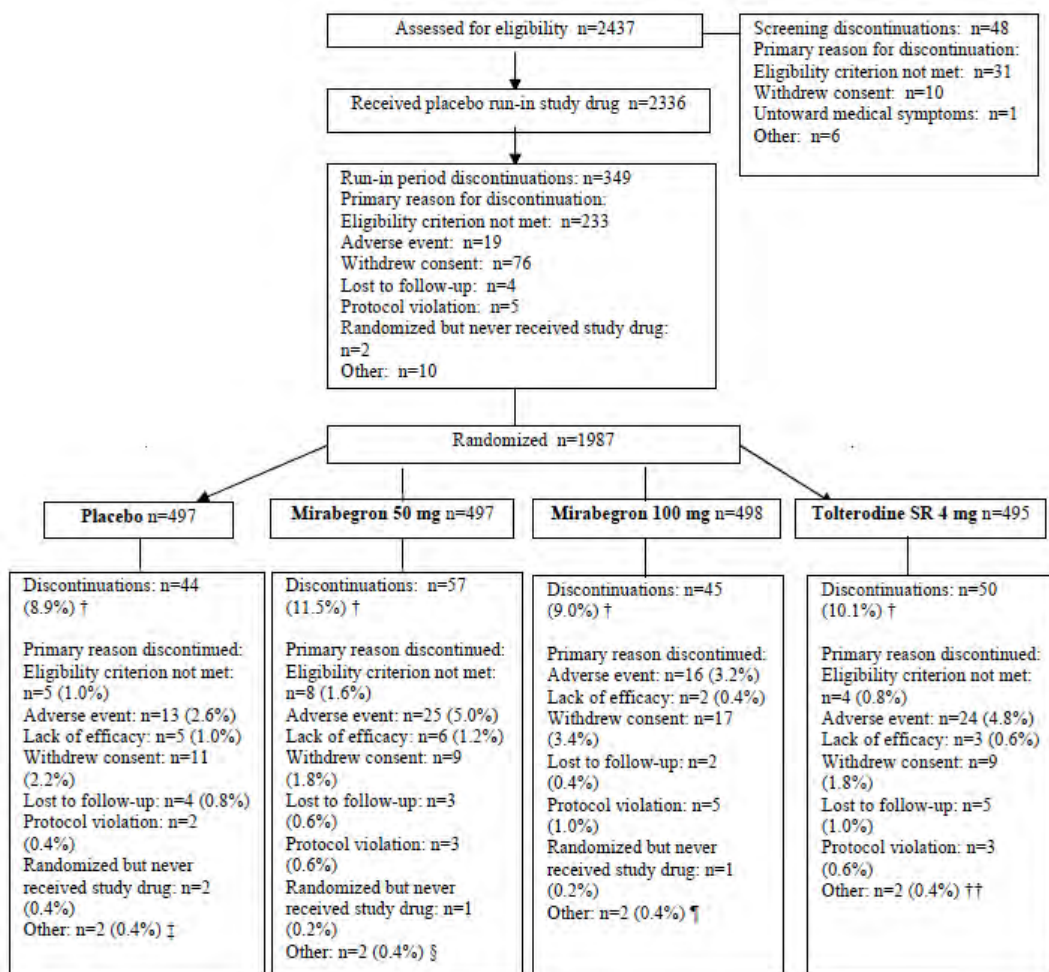 Assessed for eligibility n=2437
Screening discontinuations: n=48
Primary reason for discontinuation:
Eligibility criterion not met: n=31
Withdrew consent: n=10
Untoward medical symptoms: n=1
Other: n=6
Received placebo run-in study drug n=2336
Run-in period discontinuations: n=349
Primary reason for discontinuation:
Eligibility criterion not met: n=233
Adverse event: n=19
Withdrew consent: n=76
Lost to follow-up: n=4
Protocol violation: n=5
Randomized but never received study drug:
n=2
Other: n=10
Randomized n=1987
Placebo n=497
Mirabegron 50 mg n=497
Mirabegron 100 mg n=498
Tolterodine SR 4 mg n=495
Discontinuations: n=44
(8.9%) †
Primary reason discontinued:
Eligibility criterion not met:
n=5 (1.0%)
Adverse event: n=13 (2.6%)
Lack of efficacy: n=5 (1.0%)
Withdrew consent: n=11
(2.2%)
Lost to follow-up: n=4 (0.8%)
Protocol violation: n=2
(0.4%)
Randomized but never
received study drug: n=2
(0.4%)
Other: n=2 (0.4%) ‡
Discontinuations: n=57
(11.5%) †
Primary reason discontinued:
Eligibility criterion not met:
n=8 (1.6%)
Adverse event: n=25 (5.0%)
Lack of efficacy: n=6 (1.2%)
Withdrew consent: n=9
(1.8%)
Lost to follow-up: n=3
(0.6%)
Protocol violation: n=3
(0.6%)
Randomized but never
received study drug: n=1
(0.2%)
Other: n=2 (0.4%) §
Discontinuations: n=45
(9.0%) †
Primary reason discontinued:
Adverse event: n=16 (3.2%)
Lack of efficacy: n=2 (0.4%)
Withdrew consent: n=17
(3.4%)
Lost to follow-up: n=2
(0.4%)
Protocol violation: n=5
(1.0%)
Randomized but never
received study drug: n=1
(0.2%)
Other: n=2 (0.4%) ¶
Discontinuations: n=50
(10.1%) †
Primary reason discontinued:
Eligibility criterion not met:
n=4 (0.8%)
Adverse event: n=24 (4.8%)
Lack of efficacy: n=3 (0.6%)
Withdrew consent: n=9
(1.8%)
Lost to follow-up: n=5
(1.0%)
Protocol violation: n=3
(0.6%)
Other: n=2 (0.4%) ††